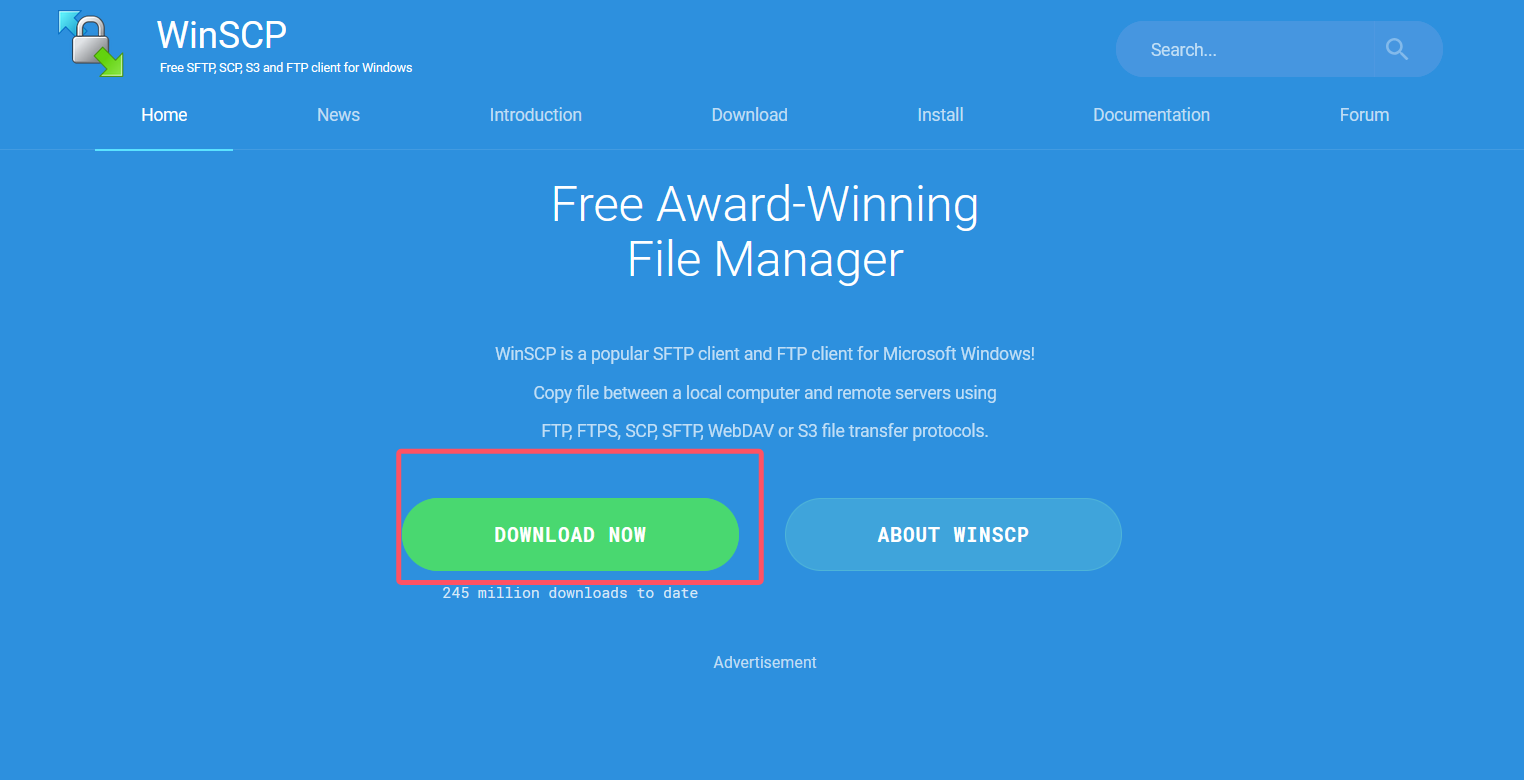 WinSCP
Free SFTP, SCP, S3 and FTP client for Windows
Search...
Home
News
Introduction
Download
Install
Documentation
Forum
Free Award-Winning
File Manager
WinSCP is a popular SFTP client and FTP client for Microsoft Windows!
Copy file between a local computer and remote servers using
FTP, FTPS, SCP, SFTP, WebDAV or S3 file transfer protocols.
DOWNLOAD NOW
ABOUT WINSCP
245 million downloads to date
Advertisement